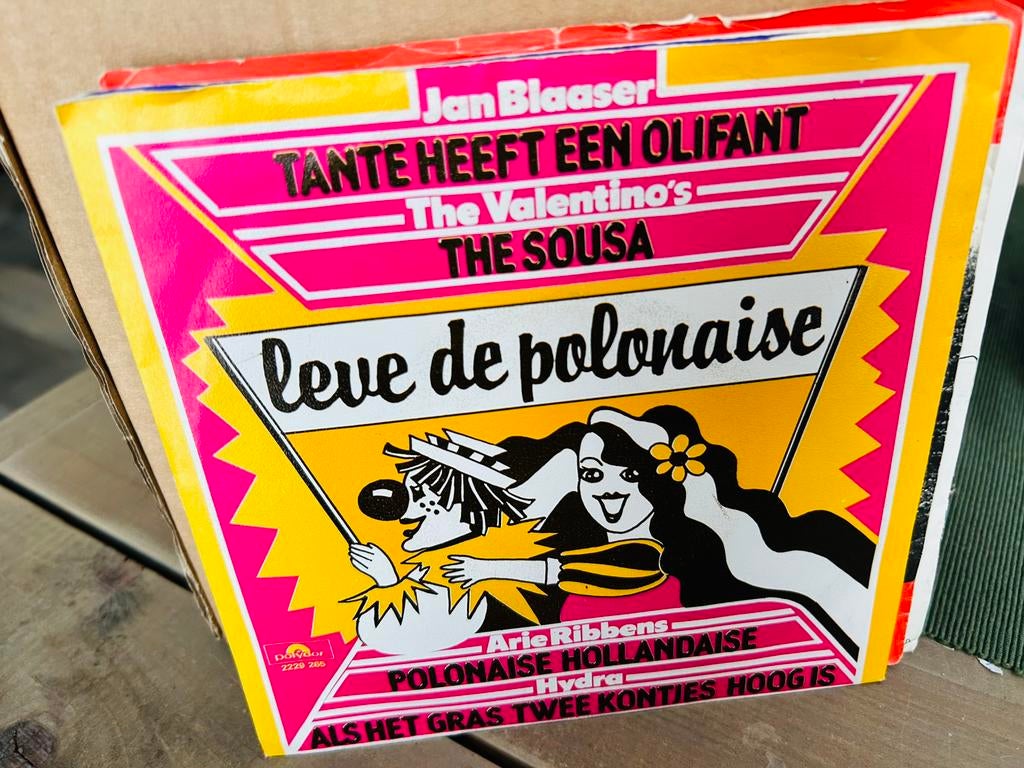 Jan Blaaser
TANTE HEEFT EEN OLIFANT
The Valentino's
THE SOUSA
leve de polonaise
Arie Ribbens
POLONAISE HOLLANDAISE
Hydra
ALS HET GRAS TWEE KONTJES HOOG IS
polydor
2229 265